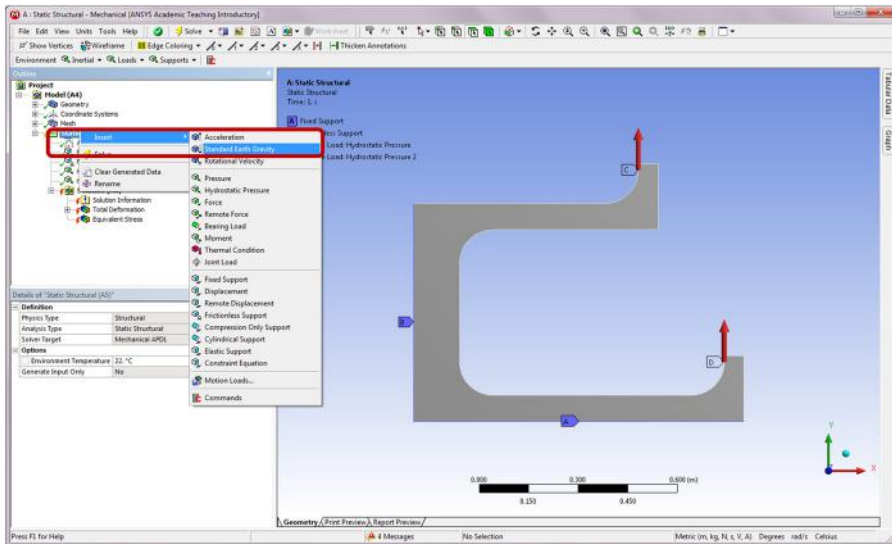 A : Static Structural - Mechanical [ANSYS Academic Teaching Introductory]
File Edit View Units Tools Help Solve Worksheet
Show Vertices Wireframe Edge Coloring Thicken Annotations
Environment Inertial Loads Supports
Outline
Project
Model (A4)
Geometry
Coordinate Systems
Mesh
Insert
Solve
Clear Generated Data
Rename
Solution Information
Total Deformation
Equivalent Stress
Acceleration
Standard Earth Gravity
Rotational Velocity
Pressure
Hydrostatic Pressure
Force
Remote Force
Bearing Load
Moment
Thermal Condition
Joint Load
Fixed Support
Displacement
Remote Displacement
Frictionless Support
Compression Only Support
Cylindrical Support
Elastic Support
Constraint Equation
Motion Loads...
Commands
Details of "Static Structural (A5)"
Definition
Physics Type Structural
Analysis Type Static Structural
Solver Target Mechanical APDL
Options
Environment Temperature 22. °C
Generate Input Only No
A: Static Structural
Static Structural
Time: 1. s
A Fixed Support
Support
Load: Hydrostatic Pressure
Load: Hydrostatic Pressure 2
C
B
D
A
Y
X
0.000 0.300 0.600 (m)
0.150 0.450
Geometry Print Preview Report Preview
Tabular Data
Graph
Press F1 for Help 4 Messages No Selection Metric (m, kg, N, s, V, A) Degrees rad/s Celsius